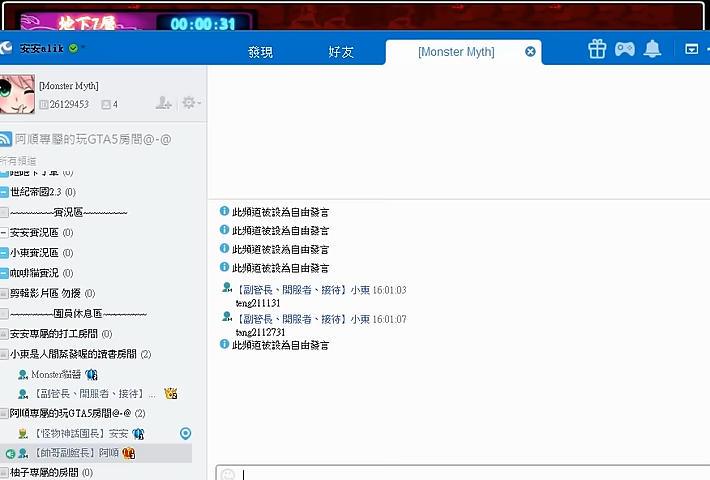 地下7層 00:00:31
安安alik
發現 好友 [Monster Myth]
[Monster Myth]
26129453 4
阿順專屬的玩GTA5房間@-@
所有頻道
世紀帝國2.3 (0)
~~~~~~~~實況區~~~~~~~~
安安實況區 (0)
小東實況區 (0)
咖啡貓實況 (0)
剪輯影片區 勿擾 (0)
~~~~~~~~團員休息區~~~~~~~~
安安專屬的打工房間 (0)
小東是人間蒸發喔的讀書房間 (2)
Monster貓器
【副管長、開服者、接待】...
阿順專屬的玩GTA5房間@-@ (2)
【怪物神話團長】安安
【帥哥副館長】阿順
柚子專屬的房間 (0)
此頻道被設為自由發言
此頻道被設為自由發言
此頻道被設為自由發言
此頻道被設為自由發言
【副管長、開服者、接待】小東 16:01:03
teng211131
【副管長、開服者、接待】小東 16:01:07
teng2112731
此頻道被設為自由發言